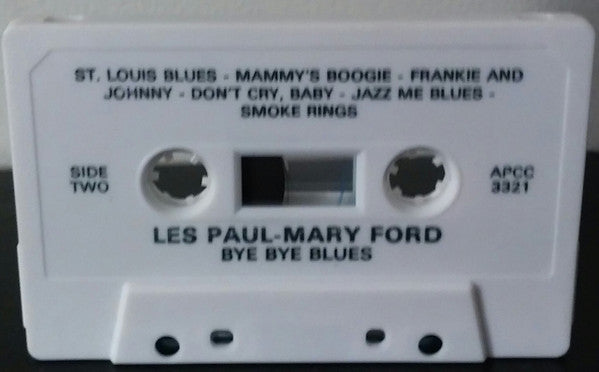 ST. LOUIS BLUES - MAMMY'S BOOGIE - FRANKIE AND
JOHNNY - DON'T CRY, BABY - JAZZ ME BLUES -
SMOKE RINGS
SIDE
TWO
APCC
3321
LES PAUL-MARY FORD
BYE BYE BLUES